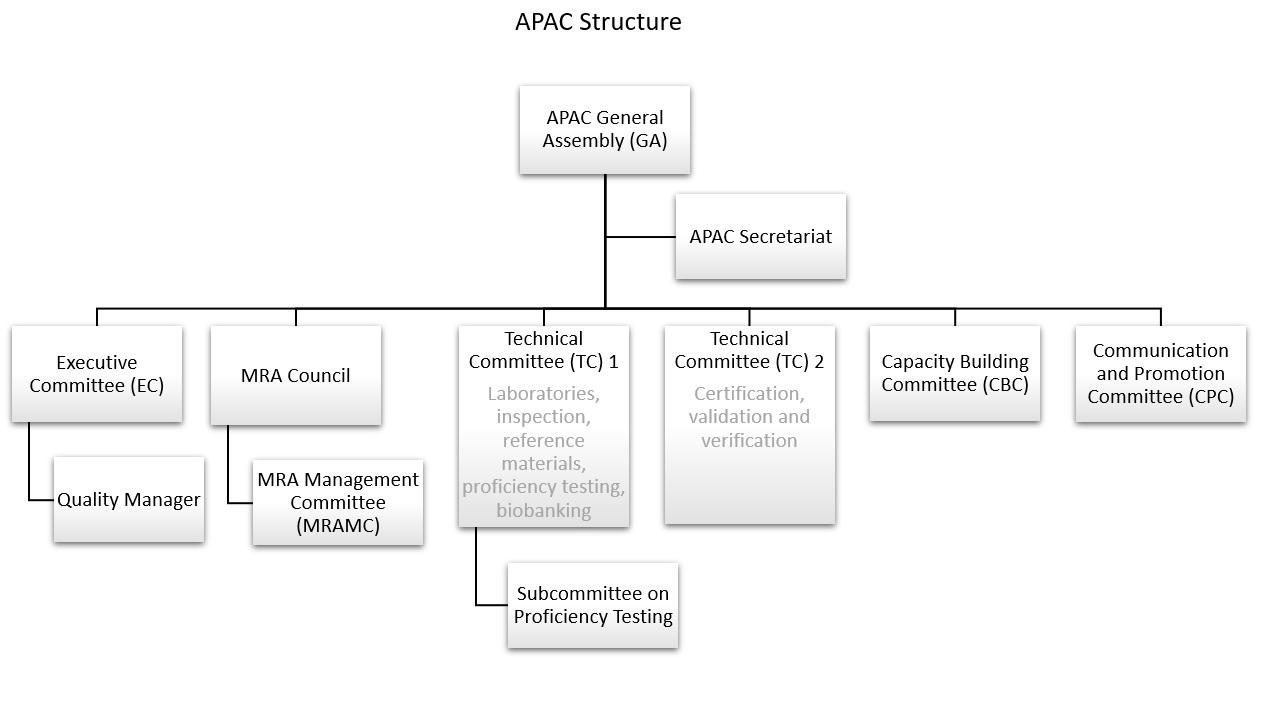 APAC Structure
APAC General
Assembly (GA)
APAC Secretariat
Executive
Committee (EC)
MRA Council
Technical
Committee (TC) 1
Laboratories,
inspection,
reference
materials,
proficiency testing,
biobanking
Technical
Committee (TC) 2
Certification,
validation and
verification
Capacity Building
Committee (CBC)
Communication
and Promotion
Committee (CPC)
Quality Manager
MRA Management
Committee
(MRAMC)
Subcommittee on
Proficiency Testing